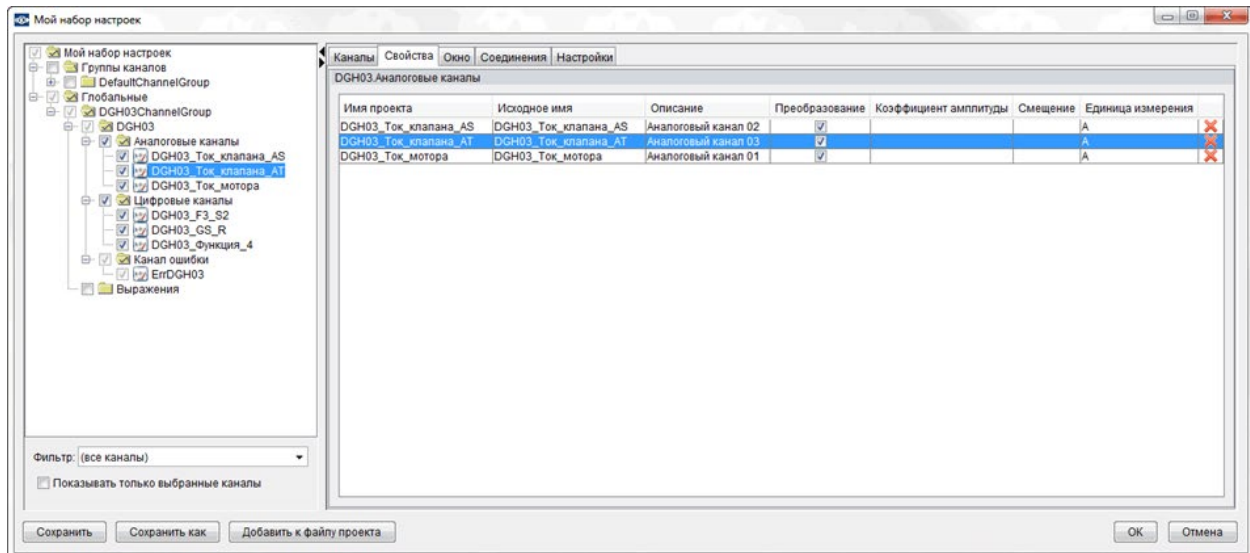 Мой набор настроек
Мой набор настроек
Группы каналов
DefaultChannelGroup
Глобальные
DGH03ChannelGroup
DGH03
Аналоговые каналы
DGH03_Ток_клапана_AS
DGH03_Ток_клапана_AT
DGH03_Ток_мотора
Цифровые каналы
DGH03_F3_S2
DGH03_GS_R
DGH03_Функция_4
Канал ошибки
ErrDGH03
Выражения
Фильтр: (все каналы)
Показывать только выбранные каналы
Каналы Свойства Окно Соединения Настройки
DGH03.Аналоговые каналы
Имя проекта Исходное имя Описание Преобразование Коэффициент амплитуды Смещение Единица измерения
DGH03_Ток_клапана_AS DGH03_Ток_клапана_AS Аналоговый канал 02 A
DGH03_Ток_клапана_AT DGH03_Ток_клапана_AT Аналоговый канал 03 A
DGH03_Ток_мотора DGH03_Ток_мотора Аналоговый канал 01 A
Сохранить Сохранить как Добавить к файлу проекта OK Отмена